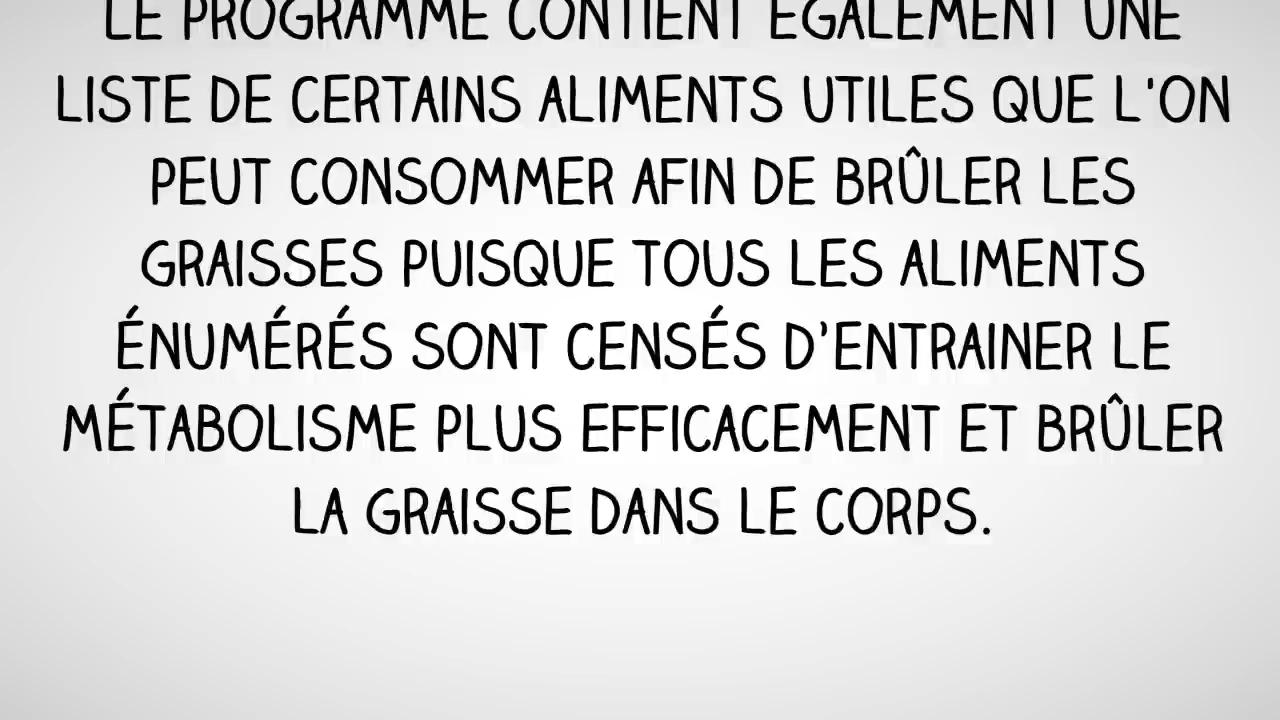 LE PROGRAMME CONTIENT ÉGALEMENT UNE
LISTE DE CERTAINS ALIMENTS UTILES QUE L'ON
PEUT CONSOMMER AFIN DE BRÛLER LES
GRAISSES PUISQUE TOUS LES ALIMENTS
ÉNUMÉRÉS SONT CENSÉS D’ENTRAINER LE
MÉTABOLISME PLUS EFFICACEMENT ET BRÛLER
LA GRAISSE DANS LE CORPS.